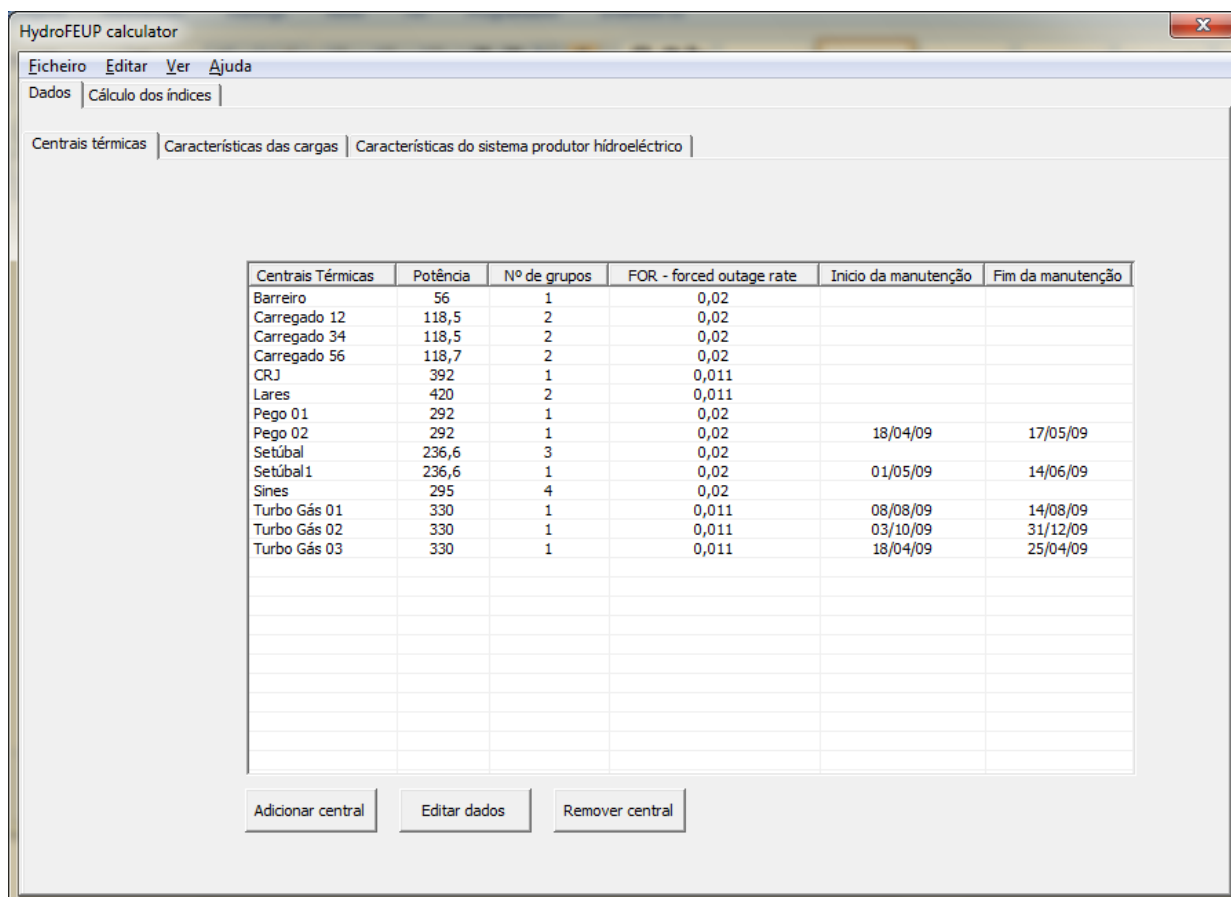 HydroFEUP calculator
Ficheiro Editar Ver Ajuda
Dados Cálculo dos índices
Centrais térmicas Características das cargas Características do sistema produtor hídroeléctrico
Centrais Térmicas Potência Nº de grupos FOR - forced outage rate Inicio da manutenção Fim da manutenção
Barreiro 56 1 0,02
Carregado 12 118,5 2 0,02
Carregado 34 118,5 2 0,02
Carregado 56 118,7 2 0,02
CRJ 392 1 0,011
Lares 420 2 0,011
Pego 01 292 1 0,02
Pego 02 292 1 0,02 18/04/09 17/05/09
Setúbal 236,6 3 0,02
Setúbal1 236,6 1 0,02 01/05/09 14/06/09
Sines 295 4 0,02
Turbo Gás 01 330 1 0,011 08/08/09 14/08/09
Turbo Gás 02 330 1 0,011 03/10/09 31/12/09
Turbo Gás 03 330 1 0,011 18/04/09 25/04/09
Adicionar central Editar dados Remover central